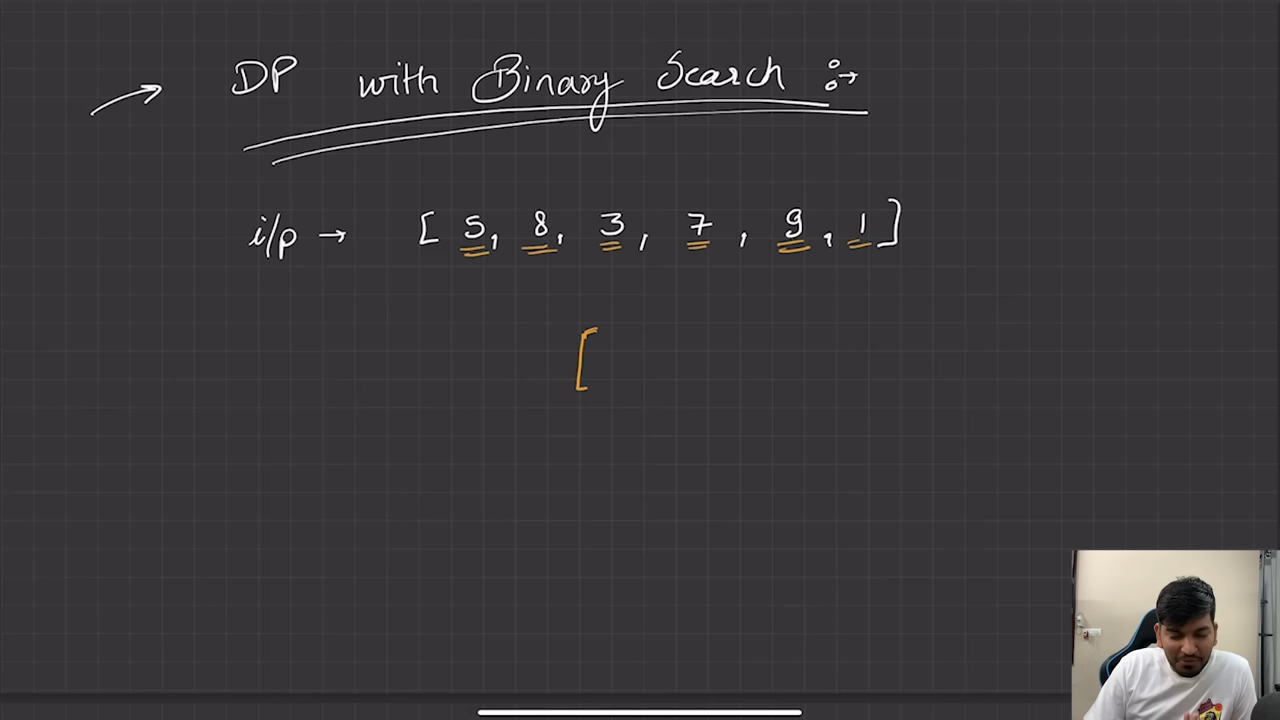 → DP with Binary Search :→
i/p → [ 5, 8, 3, 7, 9, 1 ]
[